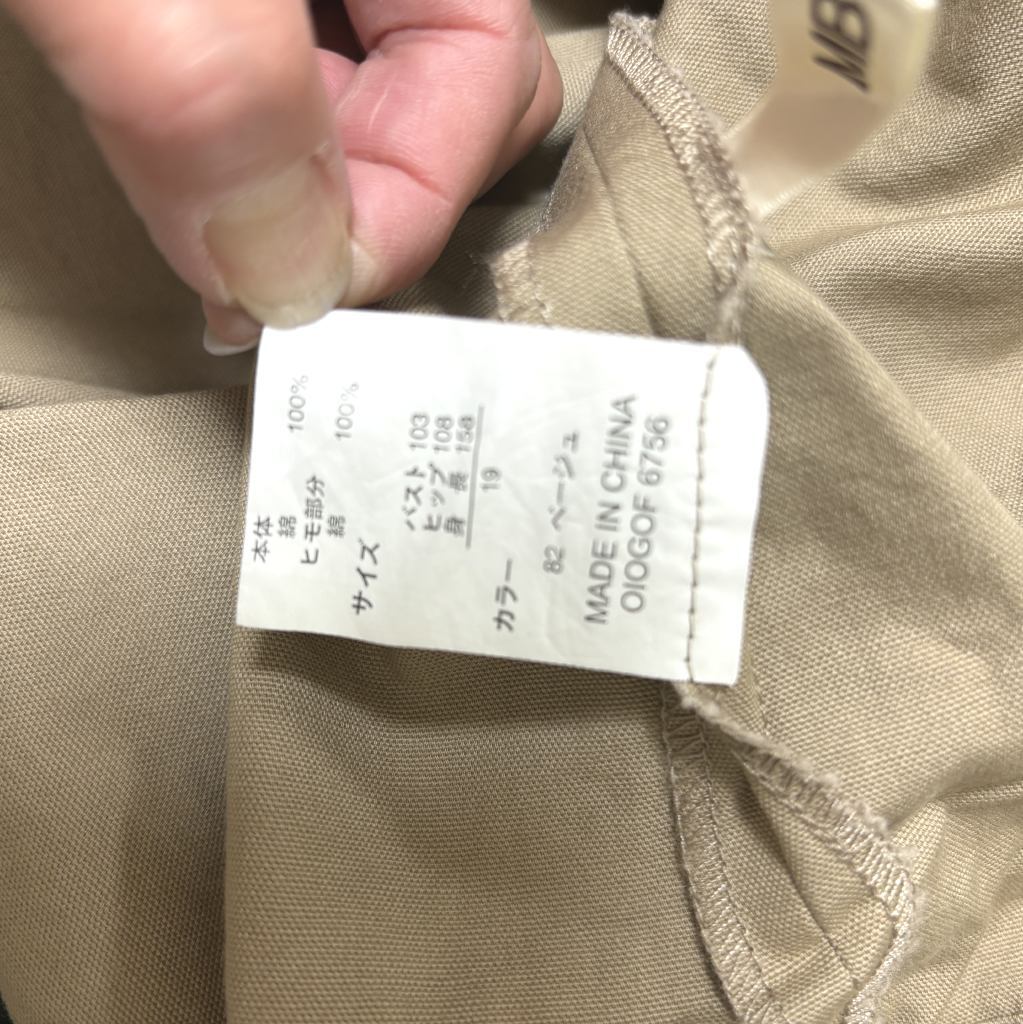 本体
綿 100%
ヒモ部分
綿 100%
サイズ
バスト 103
ヒップ 108
身 長 158
19
カラー
82 ベージュ
MADE IN CHINA
OIOGOF 6756
MB